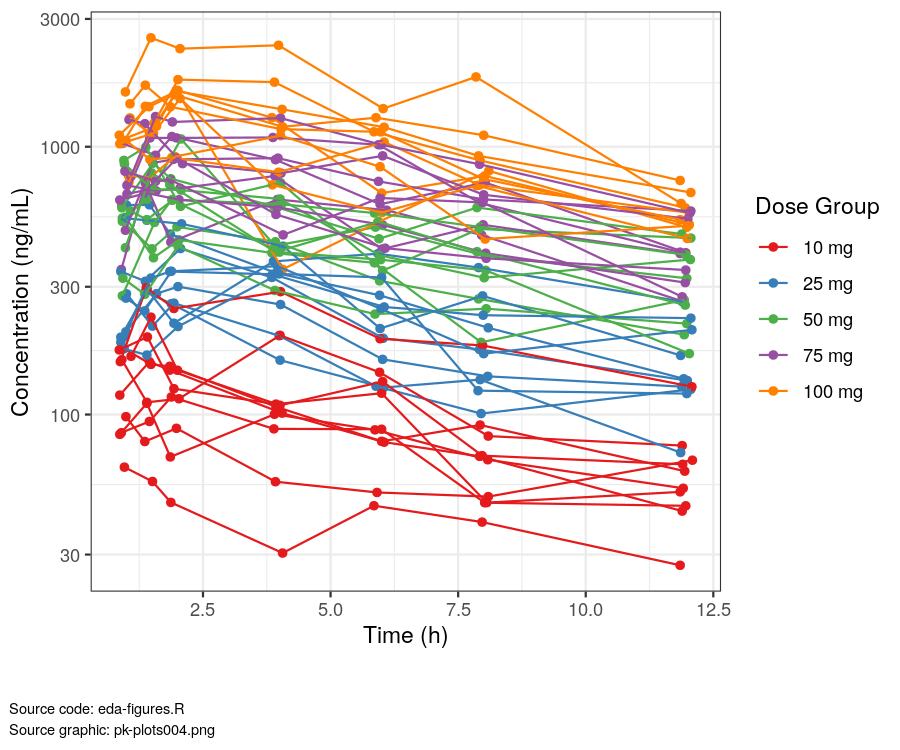 3000
1000
300
100
30
Concentration (ng/mL)
2.5
5.0
7.5
10.0
12.5
Time (h)
Dose Group
10 mg
25 mg
50 mg
75 mg
100 mg
Source code: eda-figures.R
Source graphic: pk-plots004.png